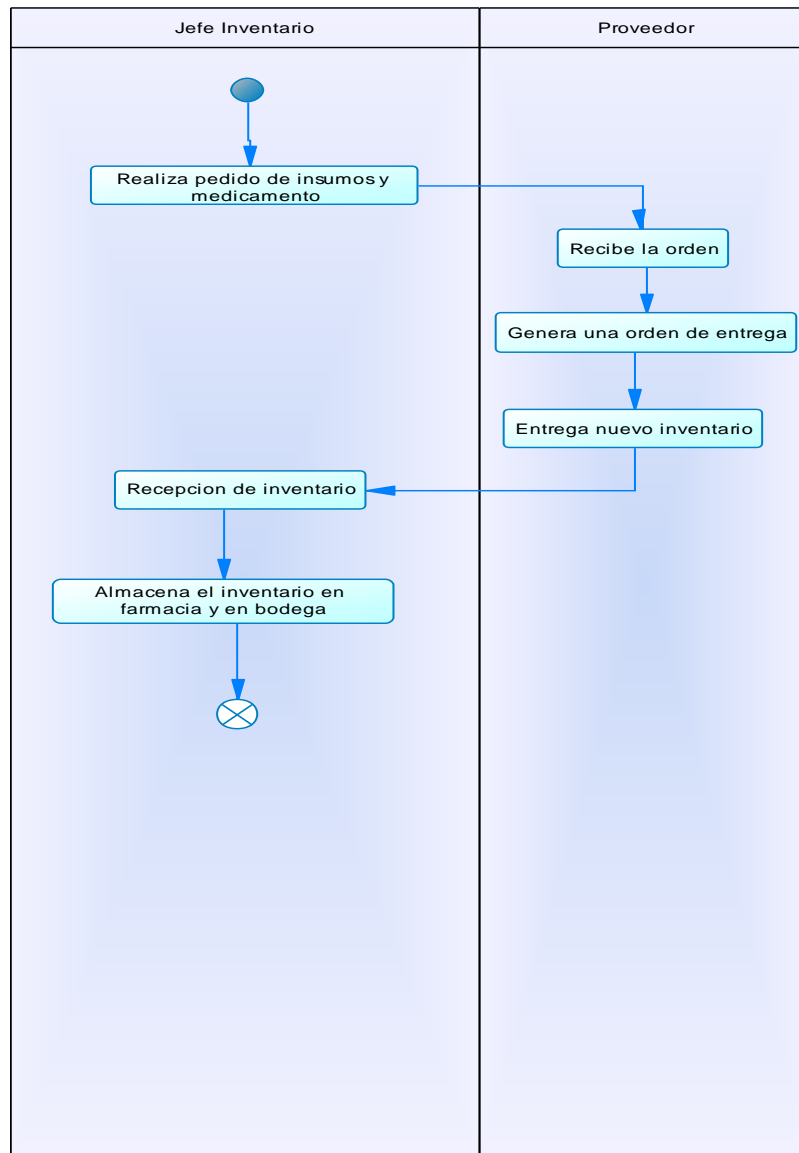 Jefe Inventario
Proveedor
Realiza pedido de insumos y
medicamento
Recibe la orden
Genera una orden de entrega
Entrega nuevo inventario
Recepcion de inventario
Almacena el inventario en
farmacia y en bodega